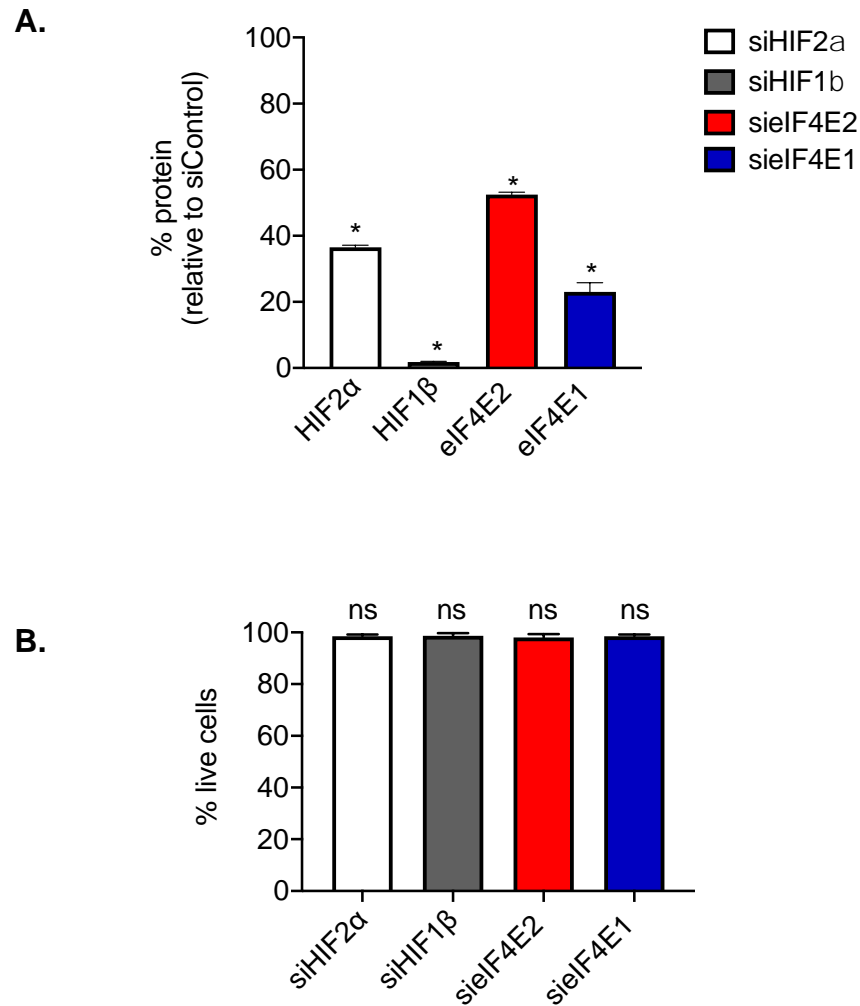 A.
% protein
(relative to siControl)
100
80
60
40
20
0
*
*
*
*
HIF2α
HIF1β
eIF4E2
eIF4E1
siHIF2a
siHIF1b
sieIF4E2
sieIF4E1
B.
% live cells
100
80
60
40
20
0
ns ns ns ns
siHIF2α
siHIF1β
sieIF4E2
sieIF4E1